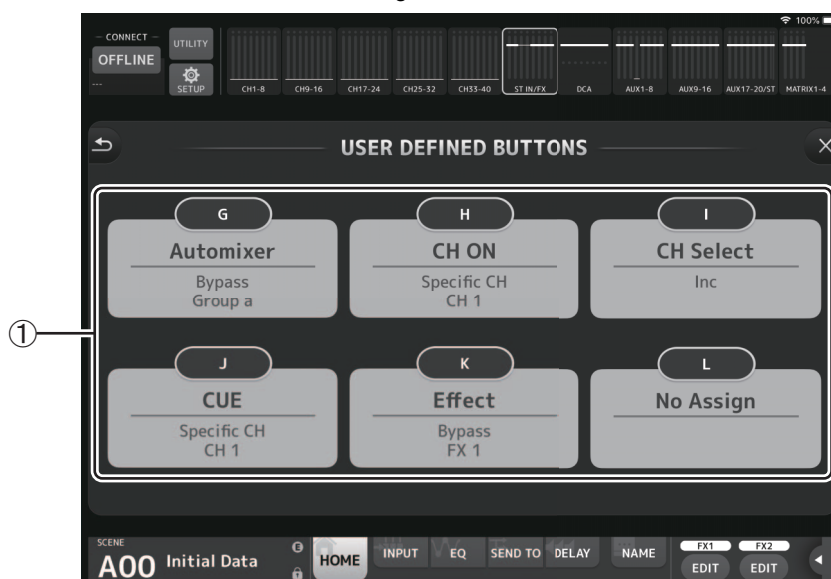 CONNECT
OFFLINE
---
UTILITY
SETUP
CH1-8
CH9-16
CH17-24
CH25-32
CH33-40
ST IN/FX
DCA
AUX1-8
AUX9-16
AUX17-20/ST
MATRIX1-4
100%
USER DEFINED BUTTONS
G
Automixer
Bypass
Group a
H
CH ON
Specific CH
CH 1
I
CH Select
Inc
①
J
CUE
Specific CH
CH 1
K
Effect
Bypass
FX 1
L
No Assign
SCENE
A00 Initial Data
E
HOME
INPUT
EQ
SEND TO
DELAY
NAME
FX1
EDIT
FX2
EDIT